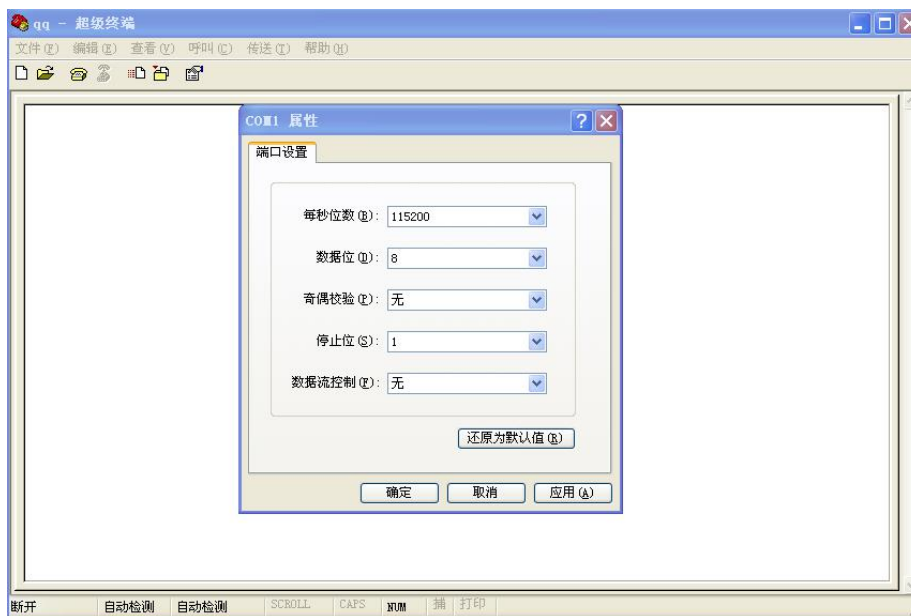 qq - 超级终端
文件(F) 编辑(E) 查看(V) 呼叫(C) 传送(T) 帮助(H)
COM1 属性
端口设置
每秒位数(B): 115200
数据位(D): 8
奇偶校验(P): 无
停止位(S): 1
数据流控制(F): 无
还原为默认值(R)
确定 取消 应用(A)
断开 自动检测 自动检测 SCROLL CAPS NUM 捕 打印